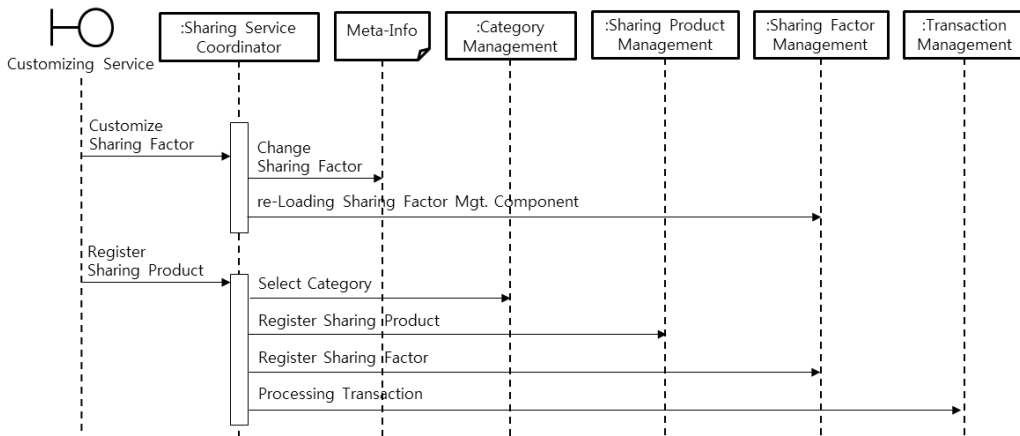 Customizing Service
:Sharing Service
Coordinator
Meta-Info
:Category
Management
:Sharing Product
Management
:Sharing Factor
Management
:Transaction
Management
Customize
Sharing Factor
Change
Sharing Factor
re-Loading Sharing Factor Mgt. Component
Register
Sharing Product
Select Category
Register Sharing Product
Register Sharing Factor
Processing Transaction